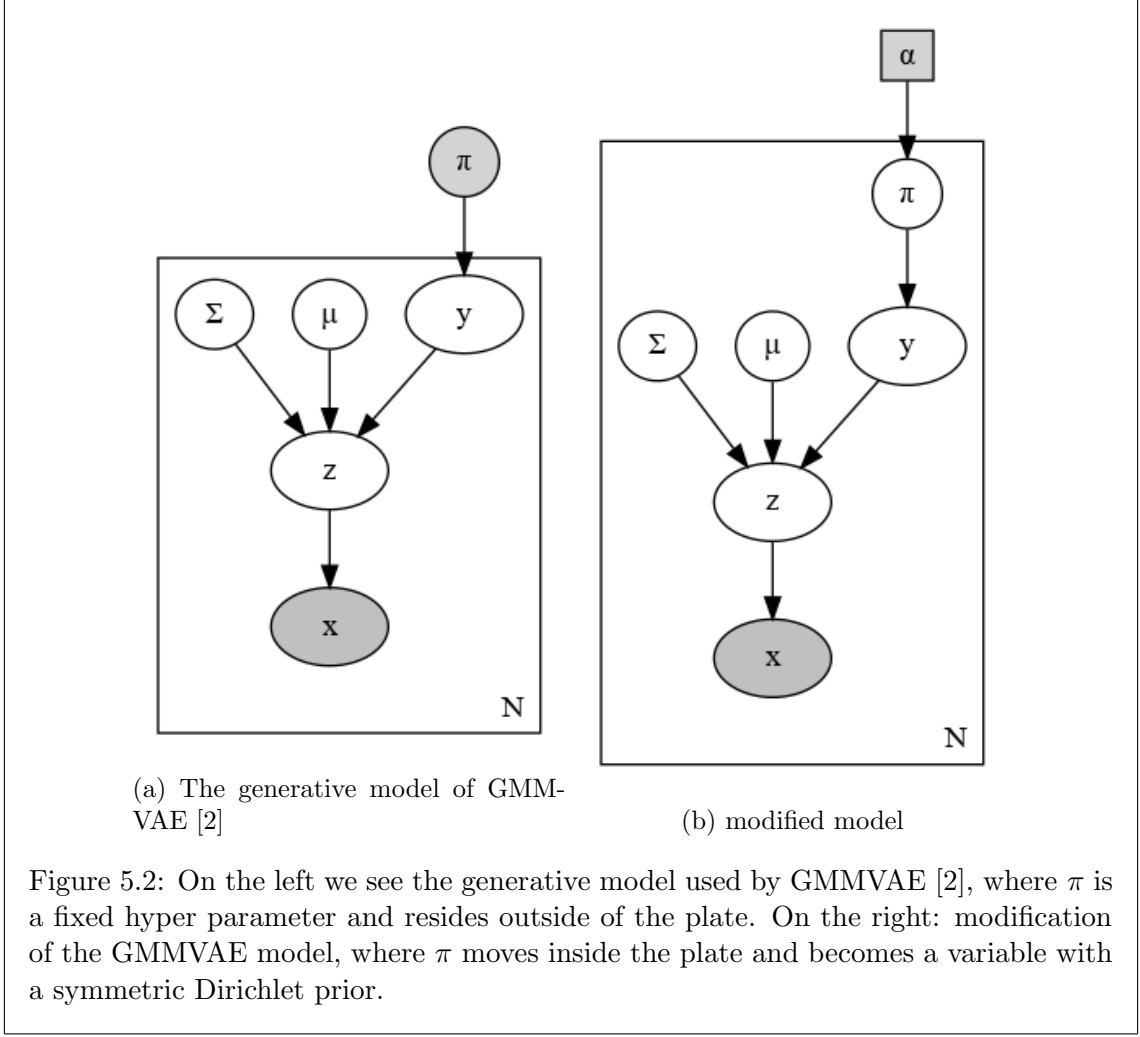 α
π
π
Σ
μ
y
Σ
μ
y
z
z
x
x
N
N
(a) The generative model of GMM-
VAE [2]
(b) modified model
Figure 5.2: On the left we see the generative model used by GMMVAE [2], where π is
a fixed hyper parameter and resides outside of the plate. On the right: modification
of the GMMVAE model, where π moves inside the plate and becomes a variable with
a symmetric Dirichlet prior.